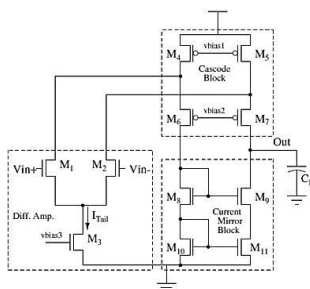 M4 vbias1 M5
Cascode
Block
M6 vbias2 M7
Out
Vin+ M1 M2 Vin-
C
M8 M9
Diff. Amp. ITail
Current
Mirror
Block
vbias3 M3
M10 M11